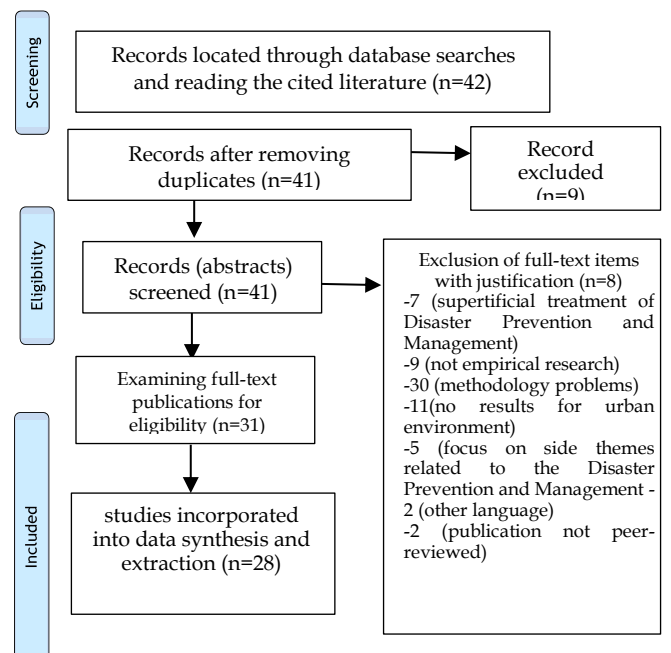 Screening
Records located through database searches
and reading the cited literature (n=42)
Records after removing
duplicates (n=41)
Record
excluded
(n=9)
Eligibility
Records (abstracts)
screened (n=41)
Exclusion of full-text items
with justification (n=8)
-7 (supertificial treatment of
Disaster Prevention and
Management)
-9 (not empirical research)
-30 (methodology problems)
-11(no results for urban
environment)
-5 (focus on side themes
related to the Disaster
Prevention and Management -
2 (other language)
-2 (publication not peer-
reviewed)
Examining full-text
publications for
eligibility (n=31)
Included
studies incorporated
into data synthesis and
extraction (n=28)